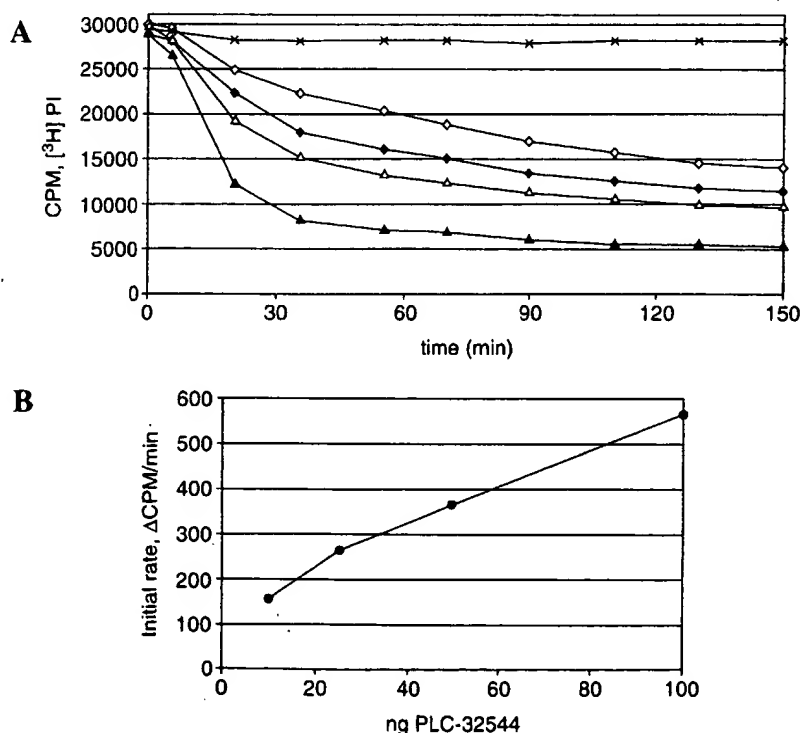 A
CPM, [³H] PI
30000
25000
20000
15000
10000
5000
0
0 30 60 90 120 150
time (min)
B
Initial rate, ΔCPM/min
600
500
400
300
200
100
0
0 20 40 60 80 100
ng PLC-32544